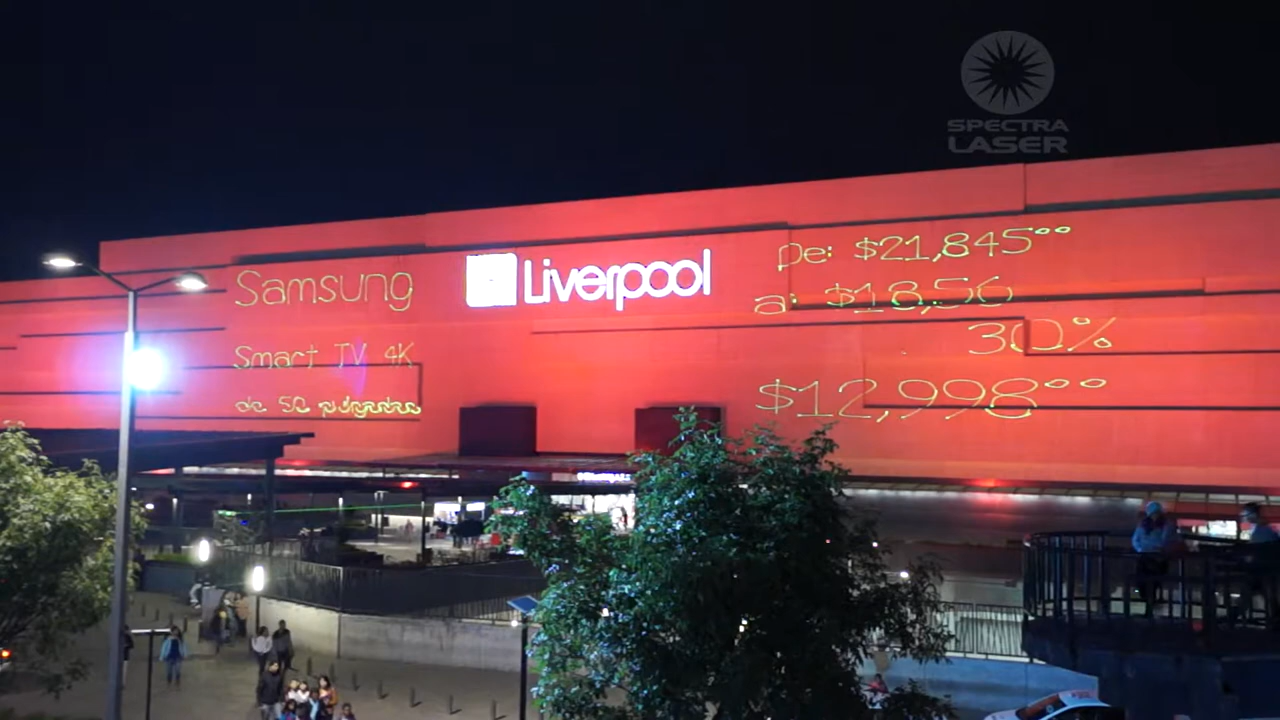 SPECTRA
LASER
Samsung
Smart TV 4K
de 50 pulgadas
Liverpool
De: $21,845°°
a: $18,56
30%
$12,998°°